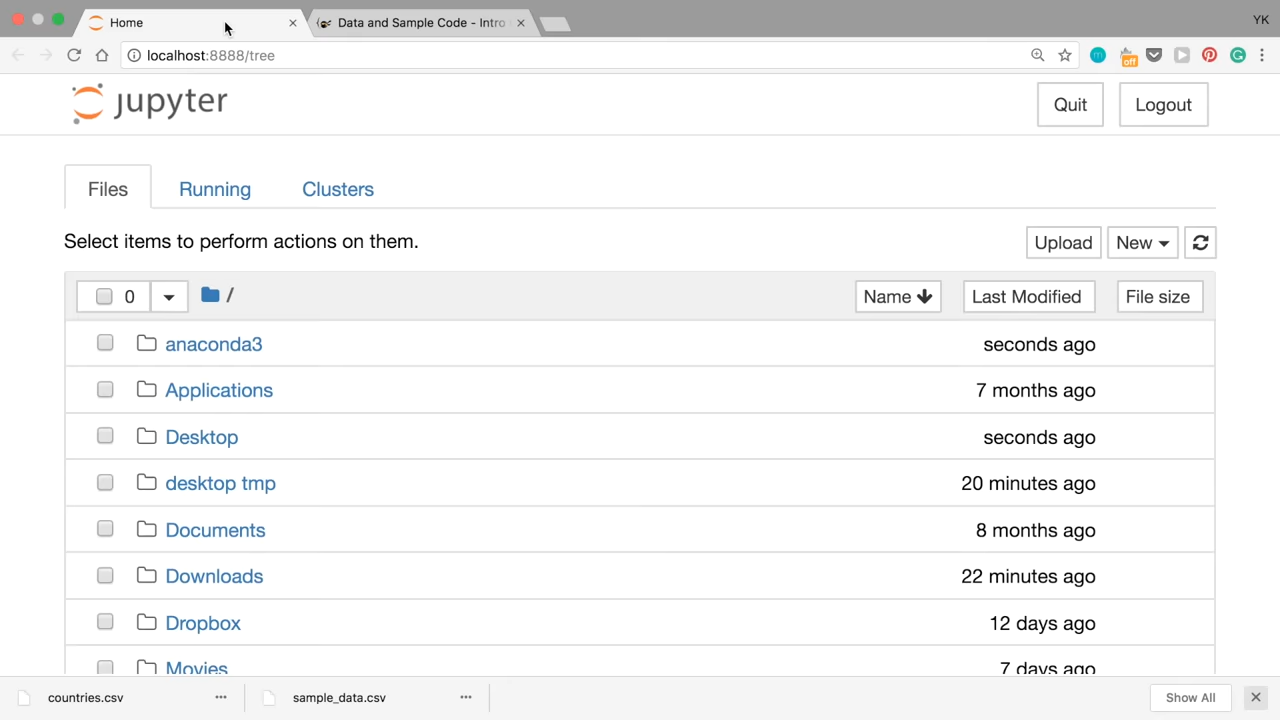 Home
Data and Sample Code - Intro
YK
localhost:8888/tree
off
jupyter
Quit
Logout
Files
Running
Clusters
Select items to perform actions on them.
Upload
New
0
/
Name
Last Modified
File size
anaconda3
seconds ago
Applications
7 months ago
Desktop
seconds ago
desktop tmp
20 minutes ago
Documents
8 months ago
Downloads
22 minutes ago
Dropbox
12 days ago
Movies
7 days ago
countries.csv
sample_data.csv
Show All